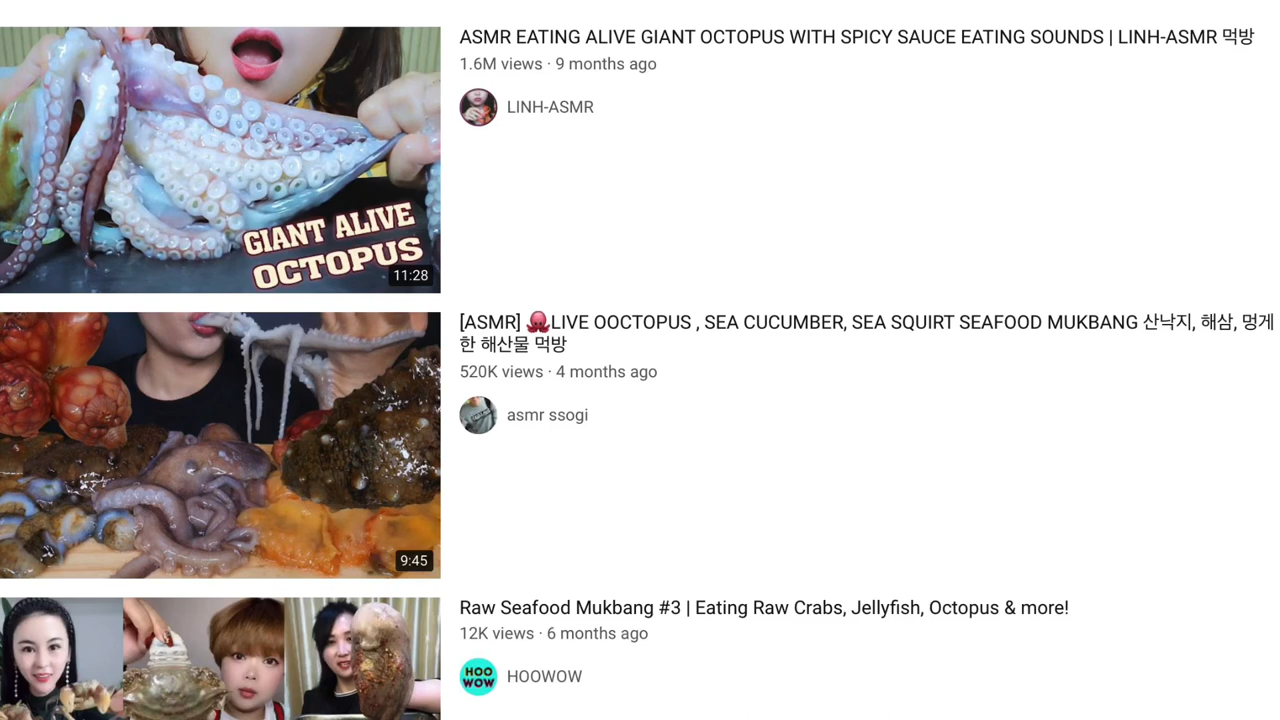 ASMR EATING ALIVE GIANT OCTOPUS WITH SPICY SAUCE EATING SOUNDS | LINH-ASMR 먹방
1.6M views · 9 months ago
LINH-ASMR
GIANT ALIVE
OCTOPUS
11:28
[ASMR] 🐙LIVE OOCTOPUS , SEA CUCUMBER, SEA SQUIRT SEAFOOD MUKBANG 산낙지, 해삼, 멍게
한 해산물 먹방
520K views · 4 months ago
asmr ssogi
9:45
Raw Seafood Mukbang #3 | Eating Raw Crabs, Jellyfish, Octopus & more!
12K views · 6 months ago
HOO
WOW
HOOWOW